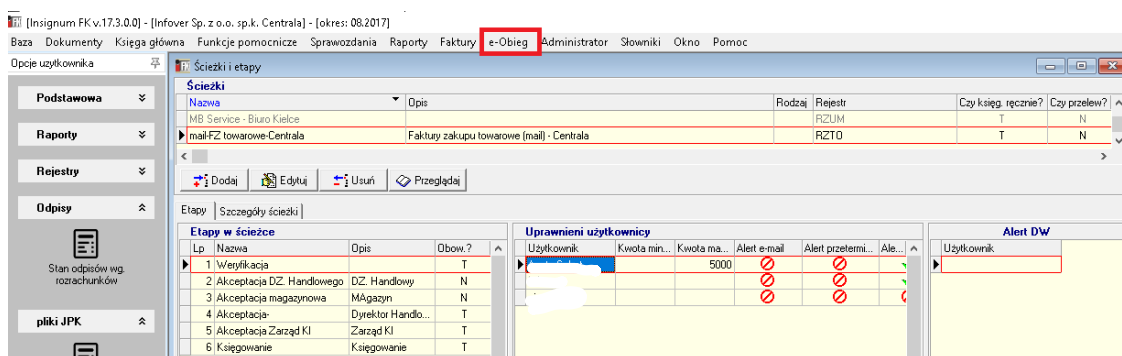 [Insignum FK v.17.3.0.0] - [Infover Sp. z o.o. sp.k. Centrala] - [okres: 08.2017]
Baza Dokumenty Księga główna Funkcje pomocnicze Sprawozdania Raporty Faktury e-Obieg Administrator Słowniki Okno Pomoc
Opcje uzytkownika
Podstawowa
Raporty
Rejestry
Odpisy
Stan odpisów wg.
rozrachunków
pliki JPK
Ścieżki i etapy
Ścieżki
Nazwa Opis Rodzaj Rejestr Czy księg. ręcznie? Czy przelew?
MB Service - Biuro Kielce RZUM T N
mail-FZ towarowe-Centrala Faktury zakupu towarowe (mail) - Centrala RZTO T N
Dodaj Edytuj Usuń Przeglądaj
Etapy Szczegóły ścieżki
Etapy w ścieżce
Lp Nazwa Opis Obow.?
1 Weryfikacja T
2 Akceptacja DZ. Handlowego DZ. Handlowy N
3 Akceptacja magazynowa MAgazyn N
4 Akceptacja- Dyrektor Handlo... T
5 Akceptacja Zarząd KI Zarząd KI T
6 Księgowanie Księgowanie T
Uprawnieni użytkownicy
Użytkownik Kwota min... Kwota ma... Alert e-mail Alert przetermi... Ale...
5000
Alert DW
Użytkownik